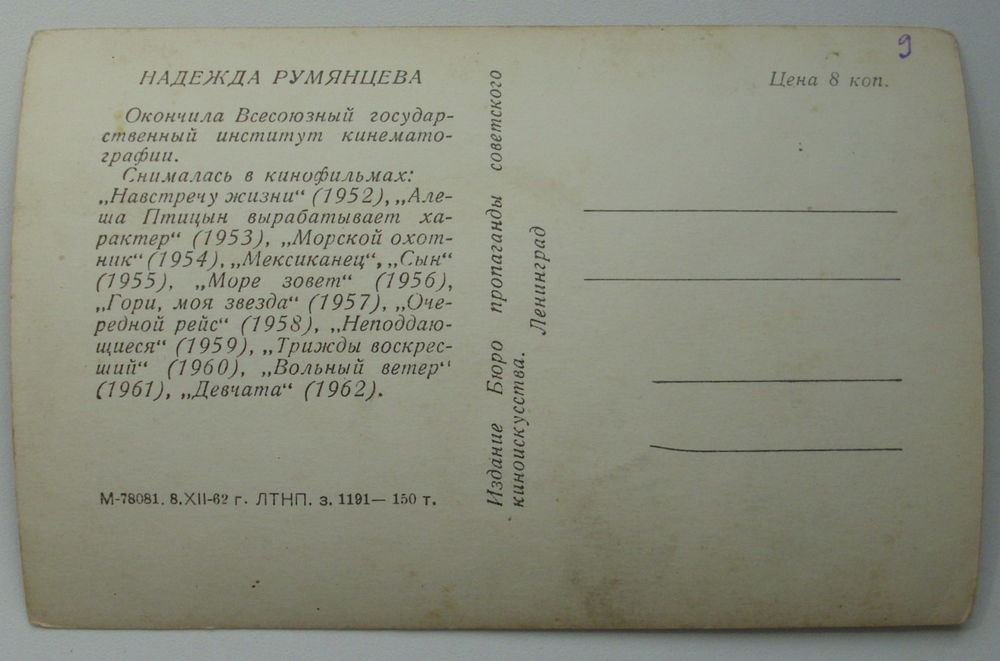 НАДЕЖДА РУМЯНЦЕВА
Окончила Всесоюзный государ-
ственный институт кинемато-
графии.
Снималась в кинофильмах:
„Навстречу жизни“ (1952), „Але-
ша Птицын вырабатывает ха-
рактер“ (1953), „Морской охот-
ник“ (1954), „Мексиканец“, „Сын“
(1955), „Море зовет“ (1956),
„Гори, моя звезда“ (1957), „Оче-
редной рейс“ (1958), „Неподдаю-
щиеся“ (1959), „Трижды воскрес-
ший“ (1960), „Вольный ветер“
(1961), „Девчата“ (1962).
М-78081. 8.XII-62 г. ЛТНП. з. 1191— 150 т.
Издание Бюро пропаганды советского
киноискусства.
Ленинград
9
Цена 8 коп.